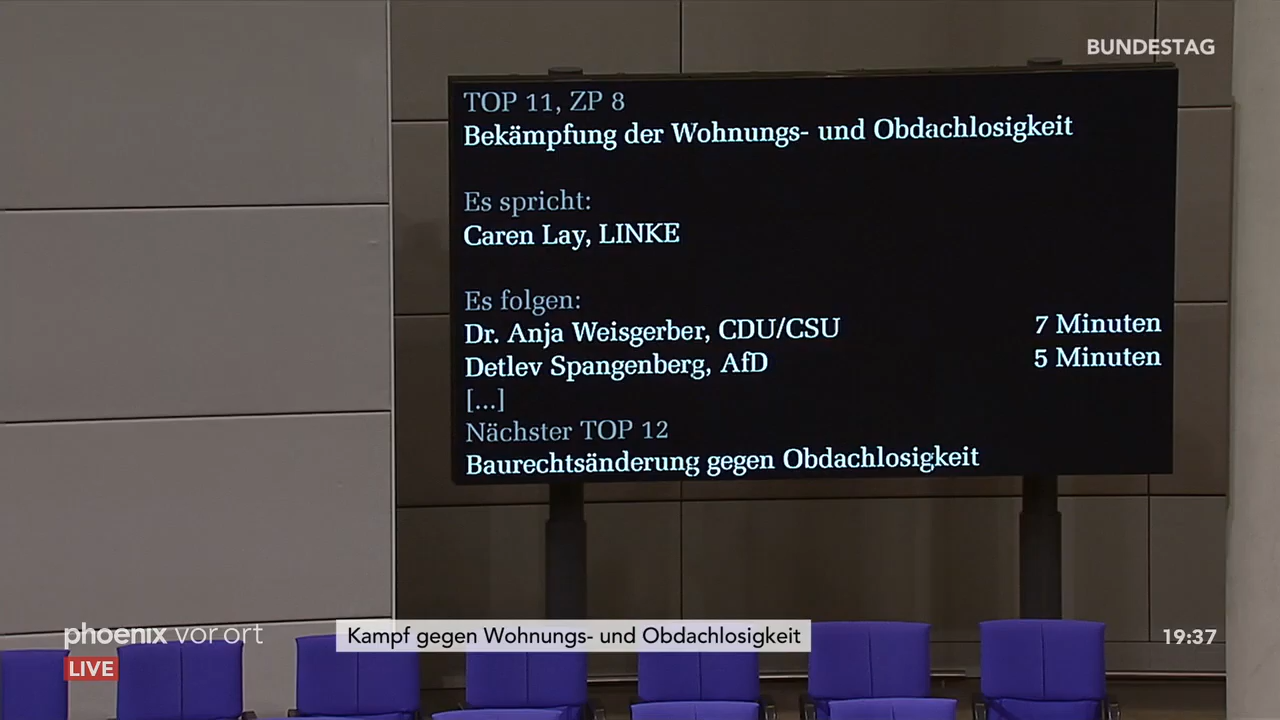 BUNDESTAG
TOP 11, ZP 8
Bekämpfung der Wohnungs- und Obdachlosigkeit
Es spricht:
Caren Lay, LINKE
Es folgen:
Dr. Anja Weisgerber, CDU/CSU 7 Minuten
Detlev Spangenberg, AfD 5 Minuten
[...]
Nächster TOP 12
Baurechtsänderung gegen Obdachlosigkeit
phoenix vor ort
Kampf gegen Wohnungs- und Obdachlosigkeit
19:37
LIVE